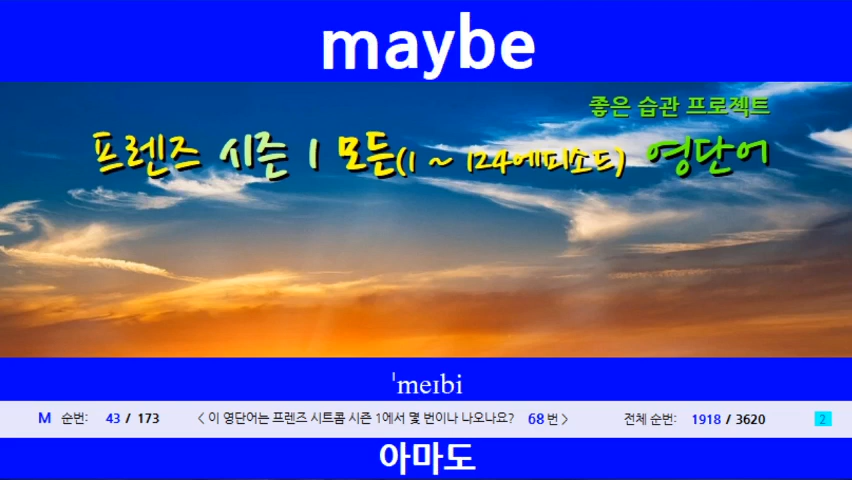 maybe
좋은 습관 프로젝트
프렌즈 시즌 1 모든(1 ~ 124에피소드) 영단어
ˈmeɪbi
M 순번: 43 / 173 < 이 영단어는 프렌즈 시트콤 시즌 1에서 몇 번이나 나오나요? 68 번 > 전체 순번: 1918 / 3620 2
아마도